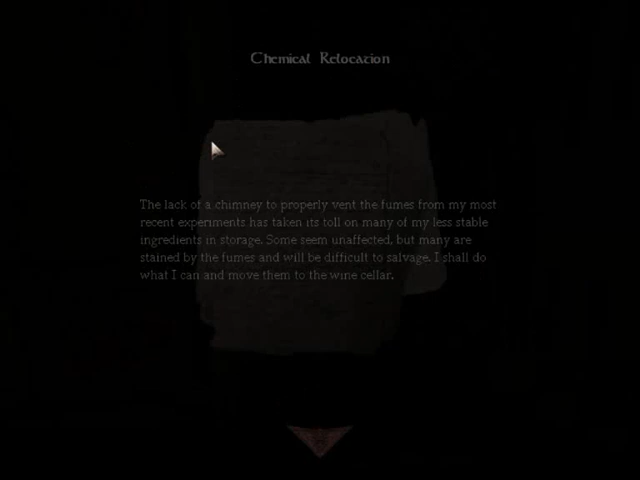 Chemical Relocation
The lack of a chimney to properly vent the fumes from my most
recent experiments has taken its toll on many of my less stable
ingredients in storage. Some seem unaffected, but many are
stained by the fumes and will be difficult to salvage. I shall do
what I can and move them to the wine cellar.